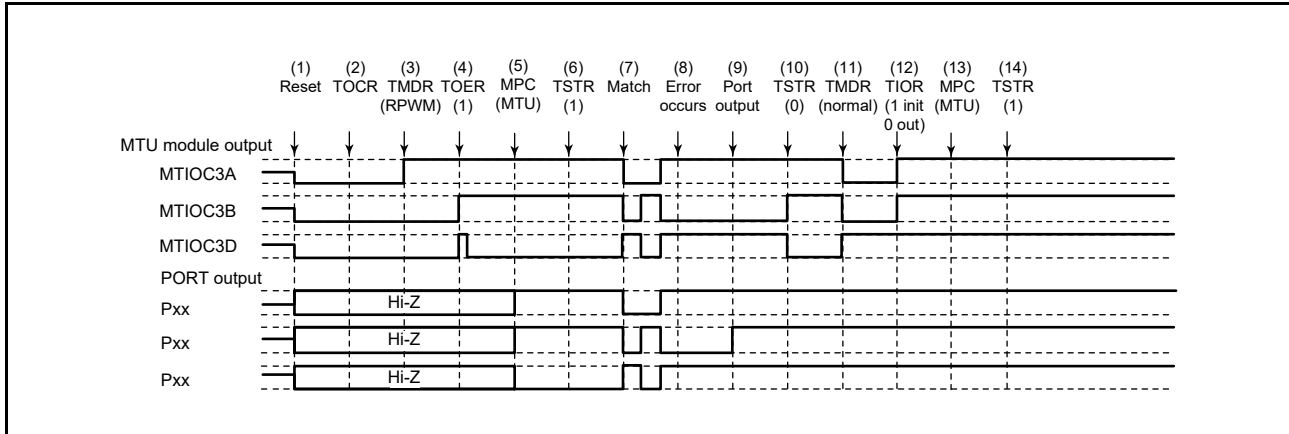 (1) (2) (3) (4) (5) (6) (7) (8) (9) (10) (11) (12) (13) (14)
Reset TOCR TMDR TOER MPC TSTR Match Error Port TSTR TMDR TIOR MPC TSTR
(RPWM) (1) (MTU) (1) occurs output (0) (normal) (1 init (MTU) (1)
0 out)
MTU module output
MTIOC3A
MTIOC3B
MTIOC3D
PORT output
Pxx Hi-Z
Pxx Hi-Z
Pxx Hi-Z